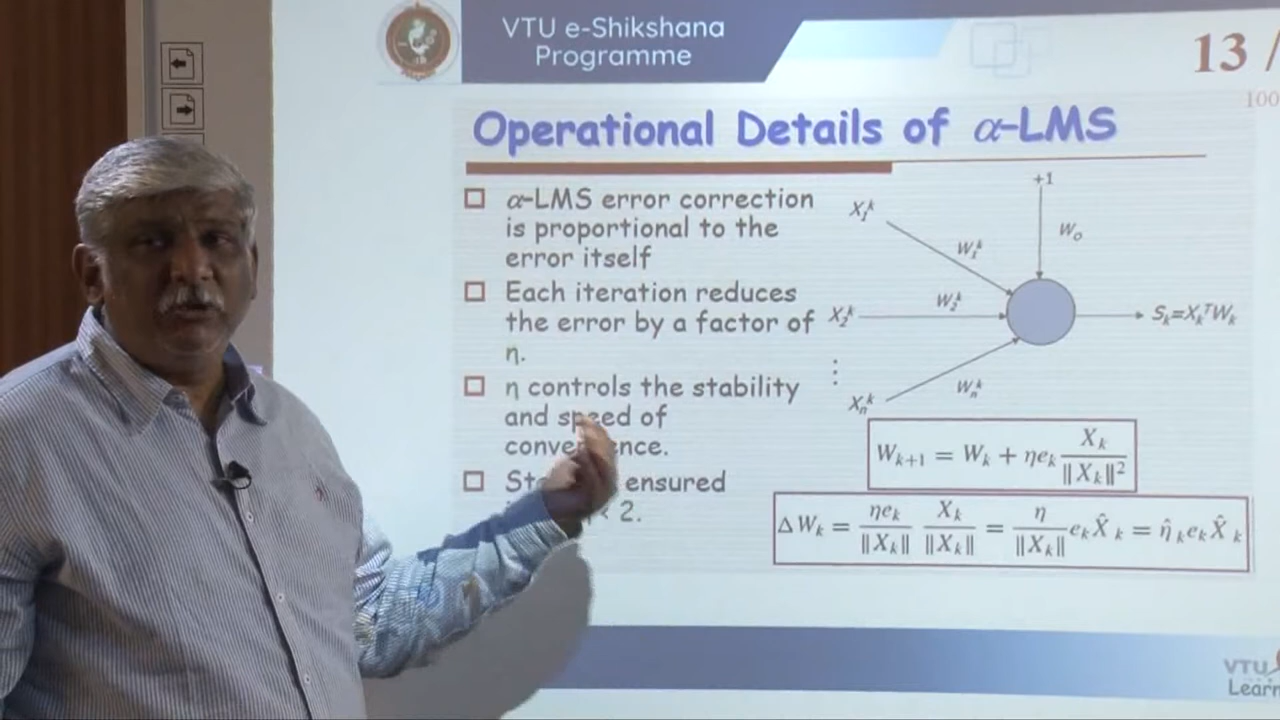 VTU e-Shikshana
Programme
13 /
100
Operational Details of α-LMS
α-LMS error correction
is proportional to the
error itself
Each iteration reduces
the error by a factor of
η.
η controls the stability
and speed of
ensured
< 2.
+1
X₁ᵏ
W₁ᵏ
W₀
X₂ᵏ
W₂ᵏ
Sₖ=XₖᵀWₖ
⋮
Xₙᵏ
Wₙᵏ
Wₖ₊₁ = Wₖ + ηeₖ Xₖ / ‖Xₖ‖²
ΔWₖ = ηeₖ/‖Xₖ‖ Xₖ/‖Xₖ‖ = η/‖Xₖ‖ eₖX̂ₖ = η̂ₖeₖX̂ₖ
VTU
Learn